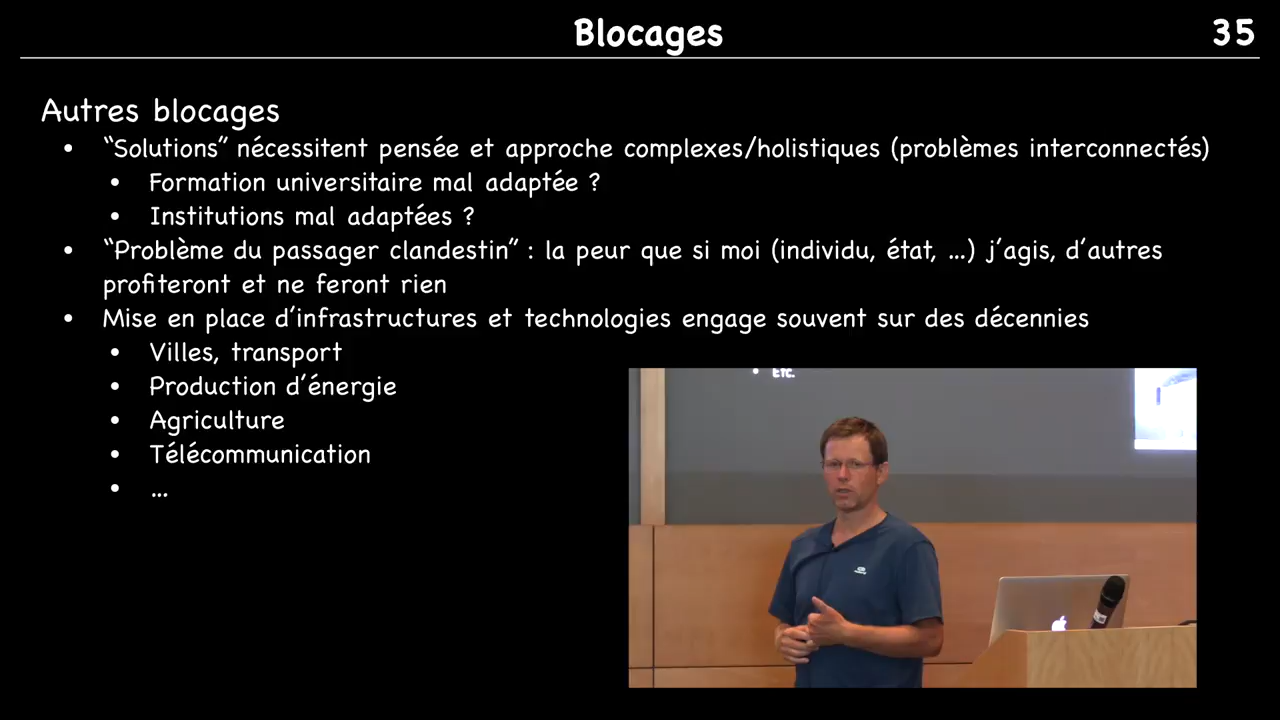 Blocages
35
Autres blocages
• “Solutions” nécessitent pensée et approche complexes/holistiques (problèmes interconnectés)
• Formation universitaire mal adaptée ?
• Institutions mal adaptées ?
• “Problème du passager clandestin” : la peur que si moi (individu, état, ...) j’agis, d’autres
profiteront et ne feront rien
• Mise en place d’infrastructures et technologies engage souvent sur des décennies
• Villes, transport
• Production d’énergie
• Agriculture
• Télécommunication
• ...
• Etc.